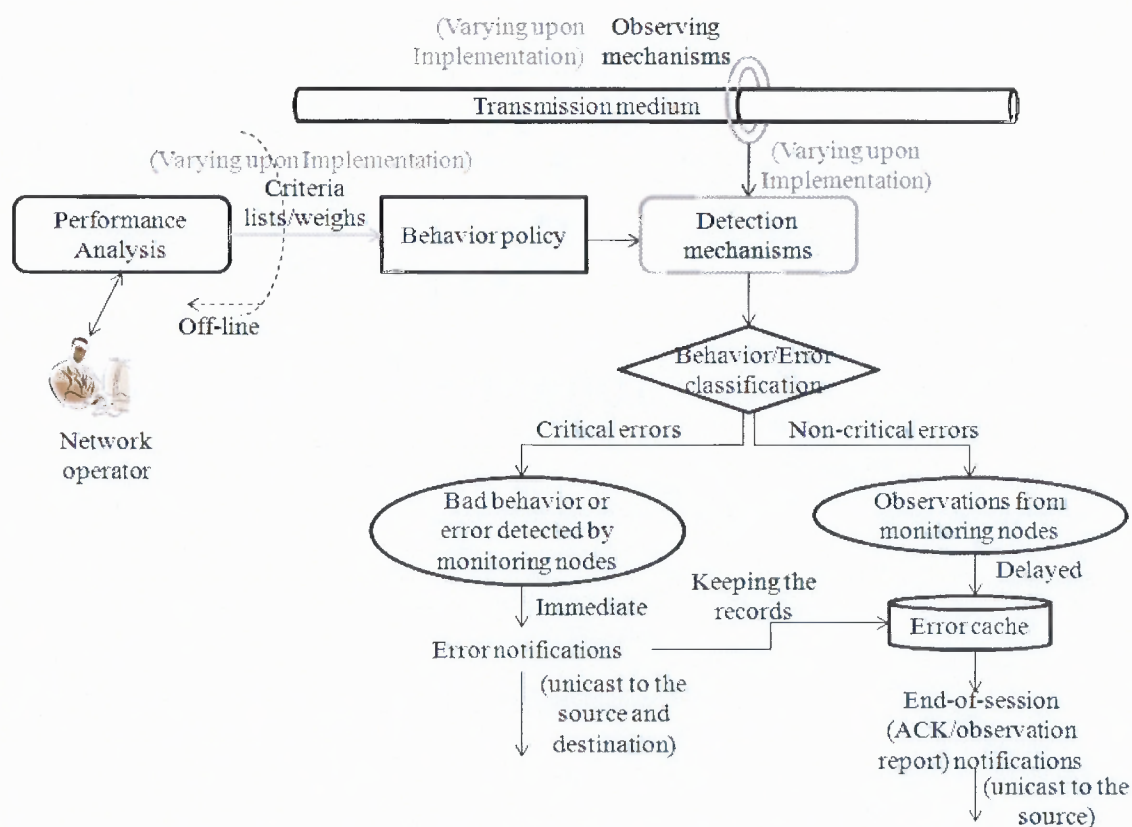 (Varying upon Implementation)
Observing mechanisms
Transmission medium
(Varying upon Implementation)
(Varying upon Implementation)
Criteria lists/weighs
Performance Analysis
Behavior policy
Detection mechanisms
Off-line
Network operator
Behavior/Error classification
Critical errors
Non-critical errors
Bad behavior or error detected by monitoring nodes
Observations from monitoring nodes
Immediate
Delayed
Keeping the records
Error cache
Error notifications
(unicast to the source and destination)
End-of-session (ACK/observation report) notifications
(unicast to the source)